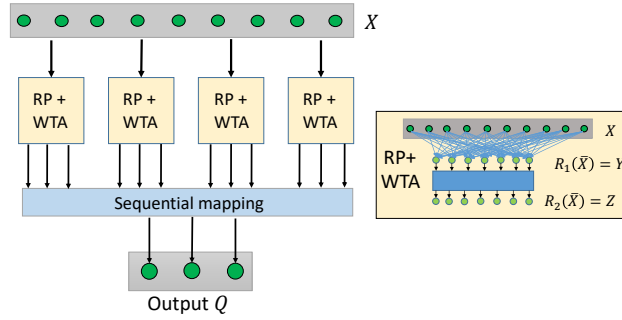 X
RP +
WTA
RP +
WTA
RP +
WTA
RP +
WTA
Sequential mapping
Output Q
X
RP+
WTA
R₁(X̄) = Y
R₂(X̄) = Z